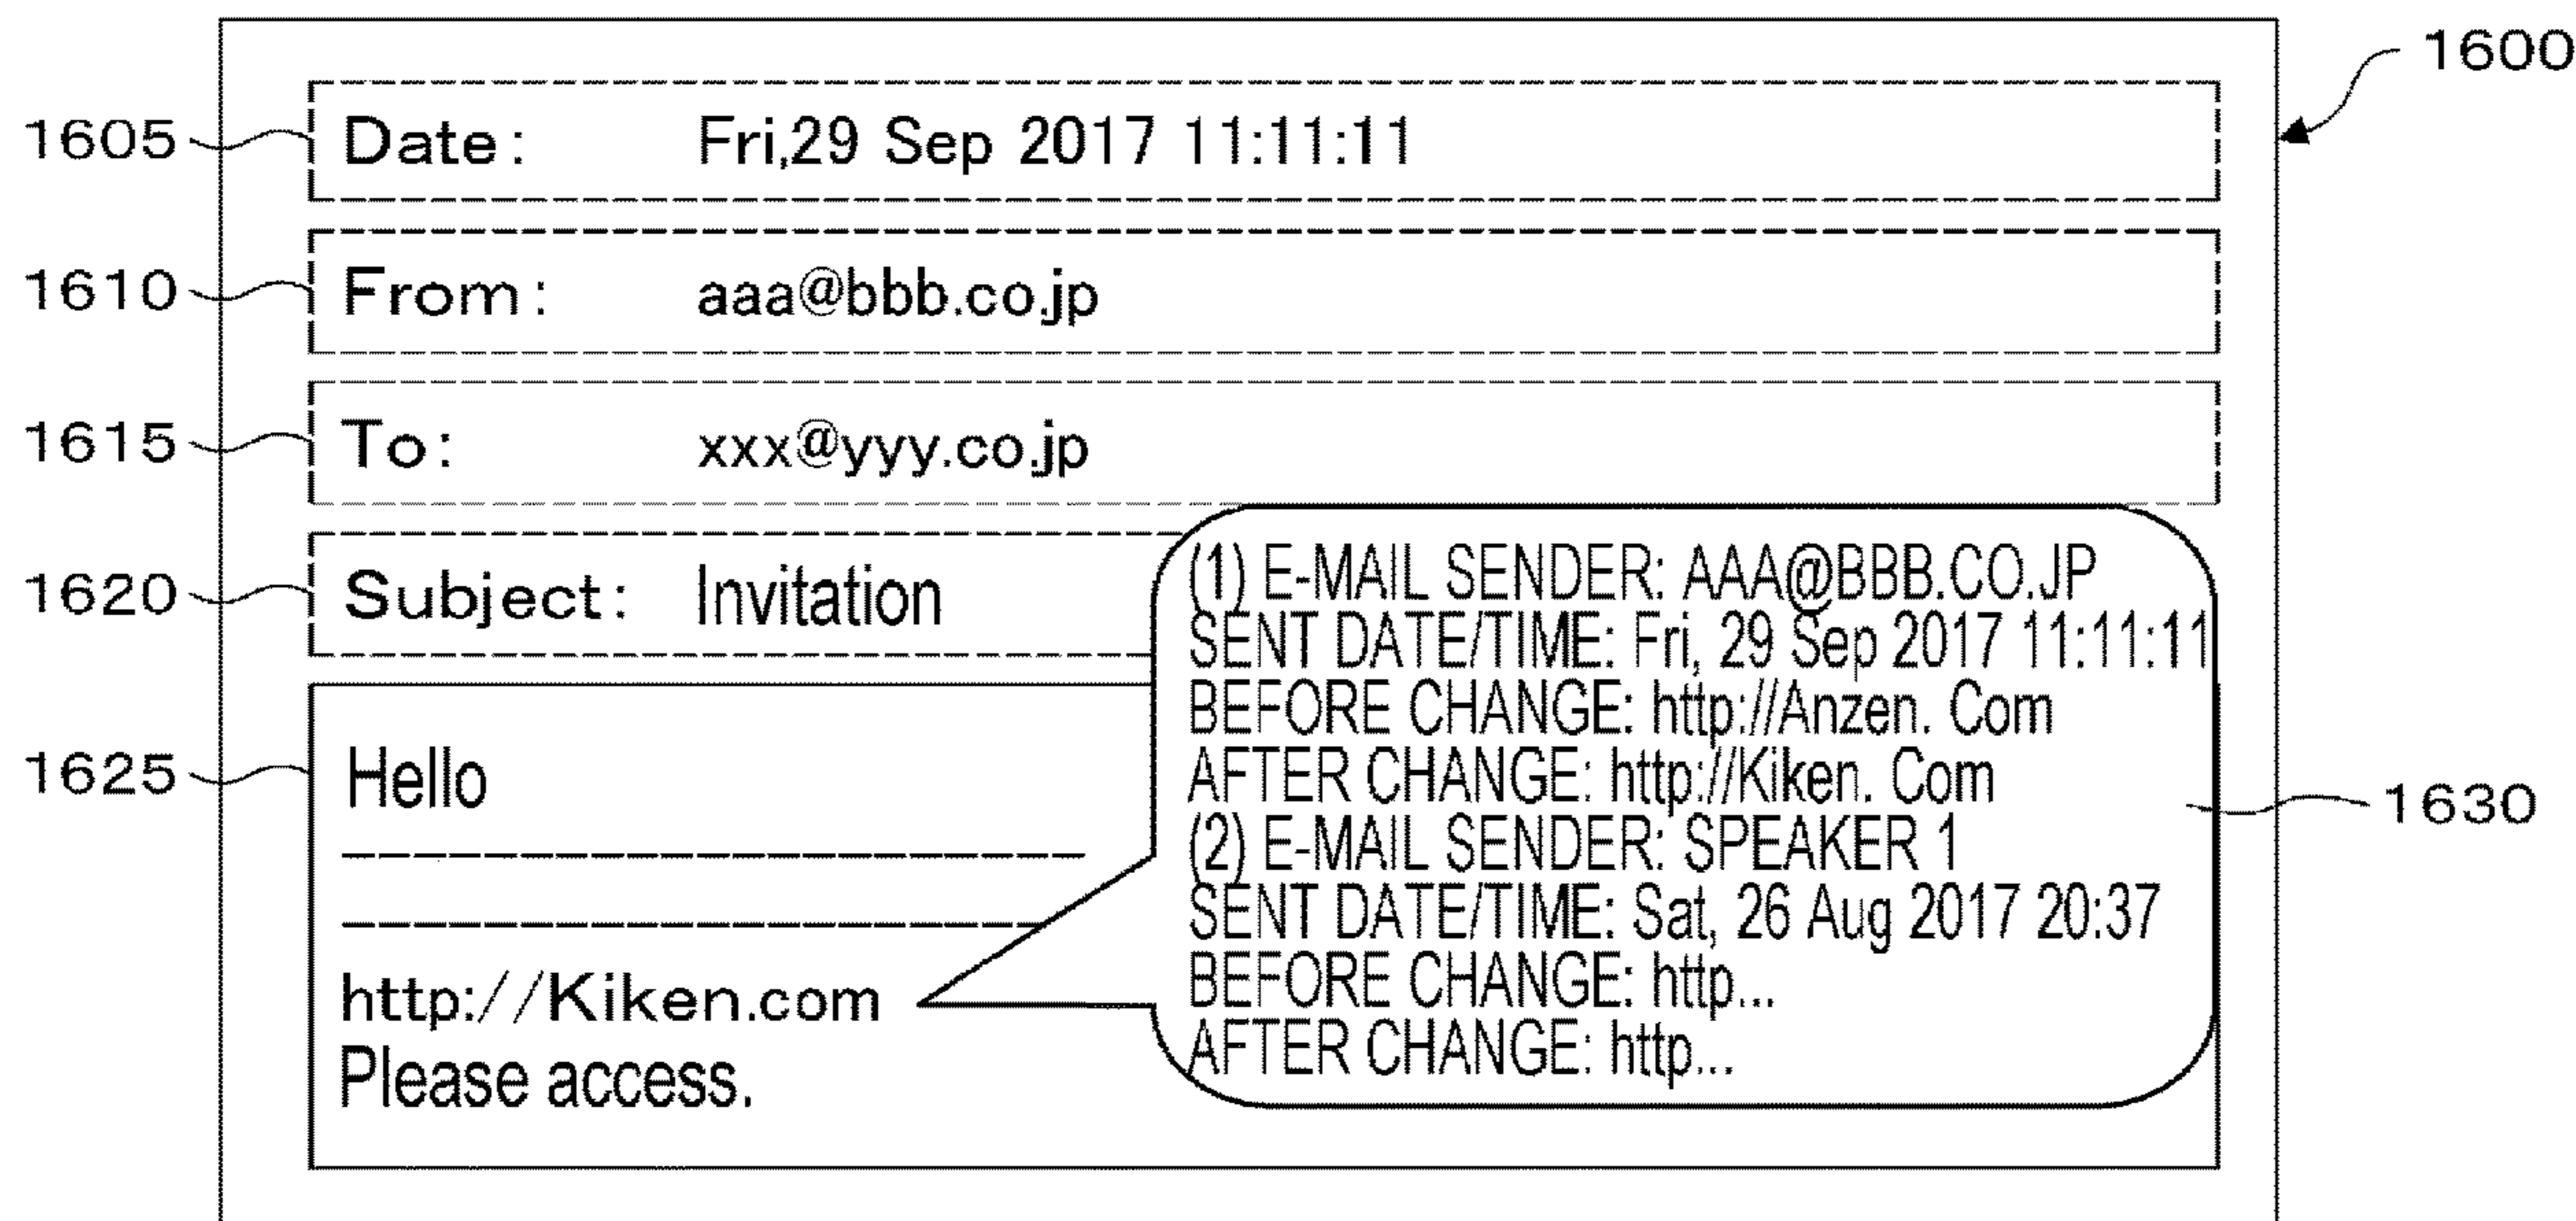 1600
1605 Date: Fri,29 Sep 2017 11:11:11
1610 From: aaa@bbb.co.jp
1615 To: xxx@yyy.co.jp
1620 Subject: Invitation
1625 Hello
http://Kiken.com
Please access.
(1) E-MAIL SENDER: AAA@BBB.CO.JP
SENT DATE/TIME: Fri, 29 Sep 2017 11:11:11
BEFORE CHANGE: http://Anzen. Com
AFTER CHANGE: http://Kiken. Com
(2) E-MAIL SENDER: SPEAKER 1
SENT DATE/TIME: Sat, 26 Aug 2017 20:37
BEFORE CHANGE: http...
AFTER CHANGE: http...
1630